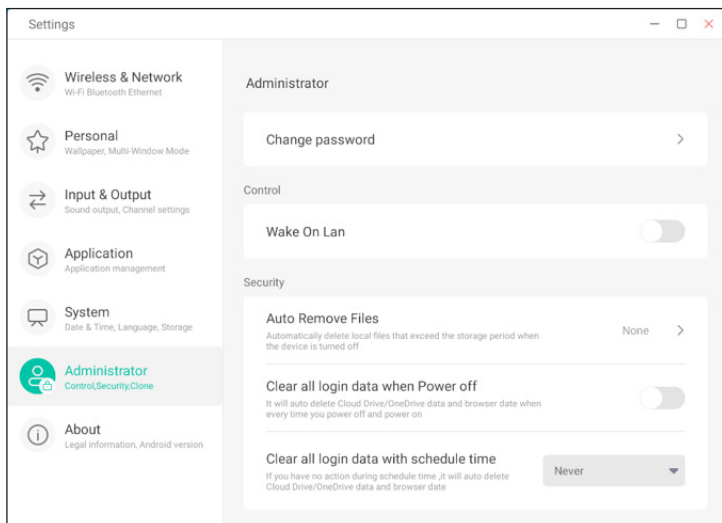 Settings
Wireless & Network
Wi-Fi Bluetooth Ethernet
Personal
Wallpaper, Multi-Window Mode
Input & Output
Sound output, Channel settings
Application
Application management
System
Date & Time, Language, Storage
Administrator
Control,Security,Clone
About
Legal information, Android version
Administrator
Change password
Control
Wake On Lan
Security
Auto Remove Files
Automatically delete local files that exceed the storage period when
the device is turned off
None
Clear all login data when Power off
It will auto delete Cloud Drive/OneDrive data and browser date when
every time you power off and power on
Clear all login data with schedule time
If you have no action during schedule time ,it will auto delete
Cloud Drive/OneDrive data and browser date
Never